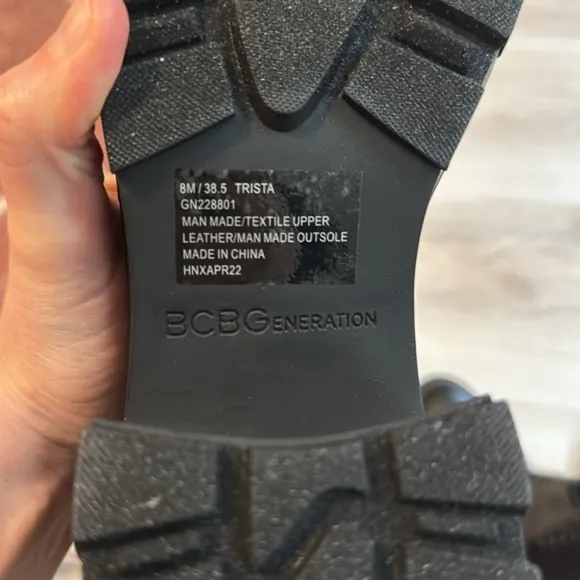 8M / 38.5 TRISTA
GN228801
MAN MADE/TEXTILE UPPER
LEATHER/MAN MADE OUTSOLE
MADE IN CHINA
HNXAPR22
BCBGENERATION